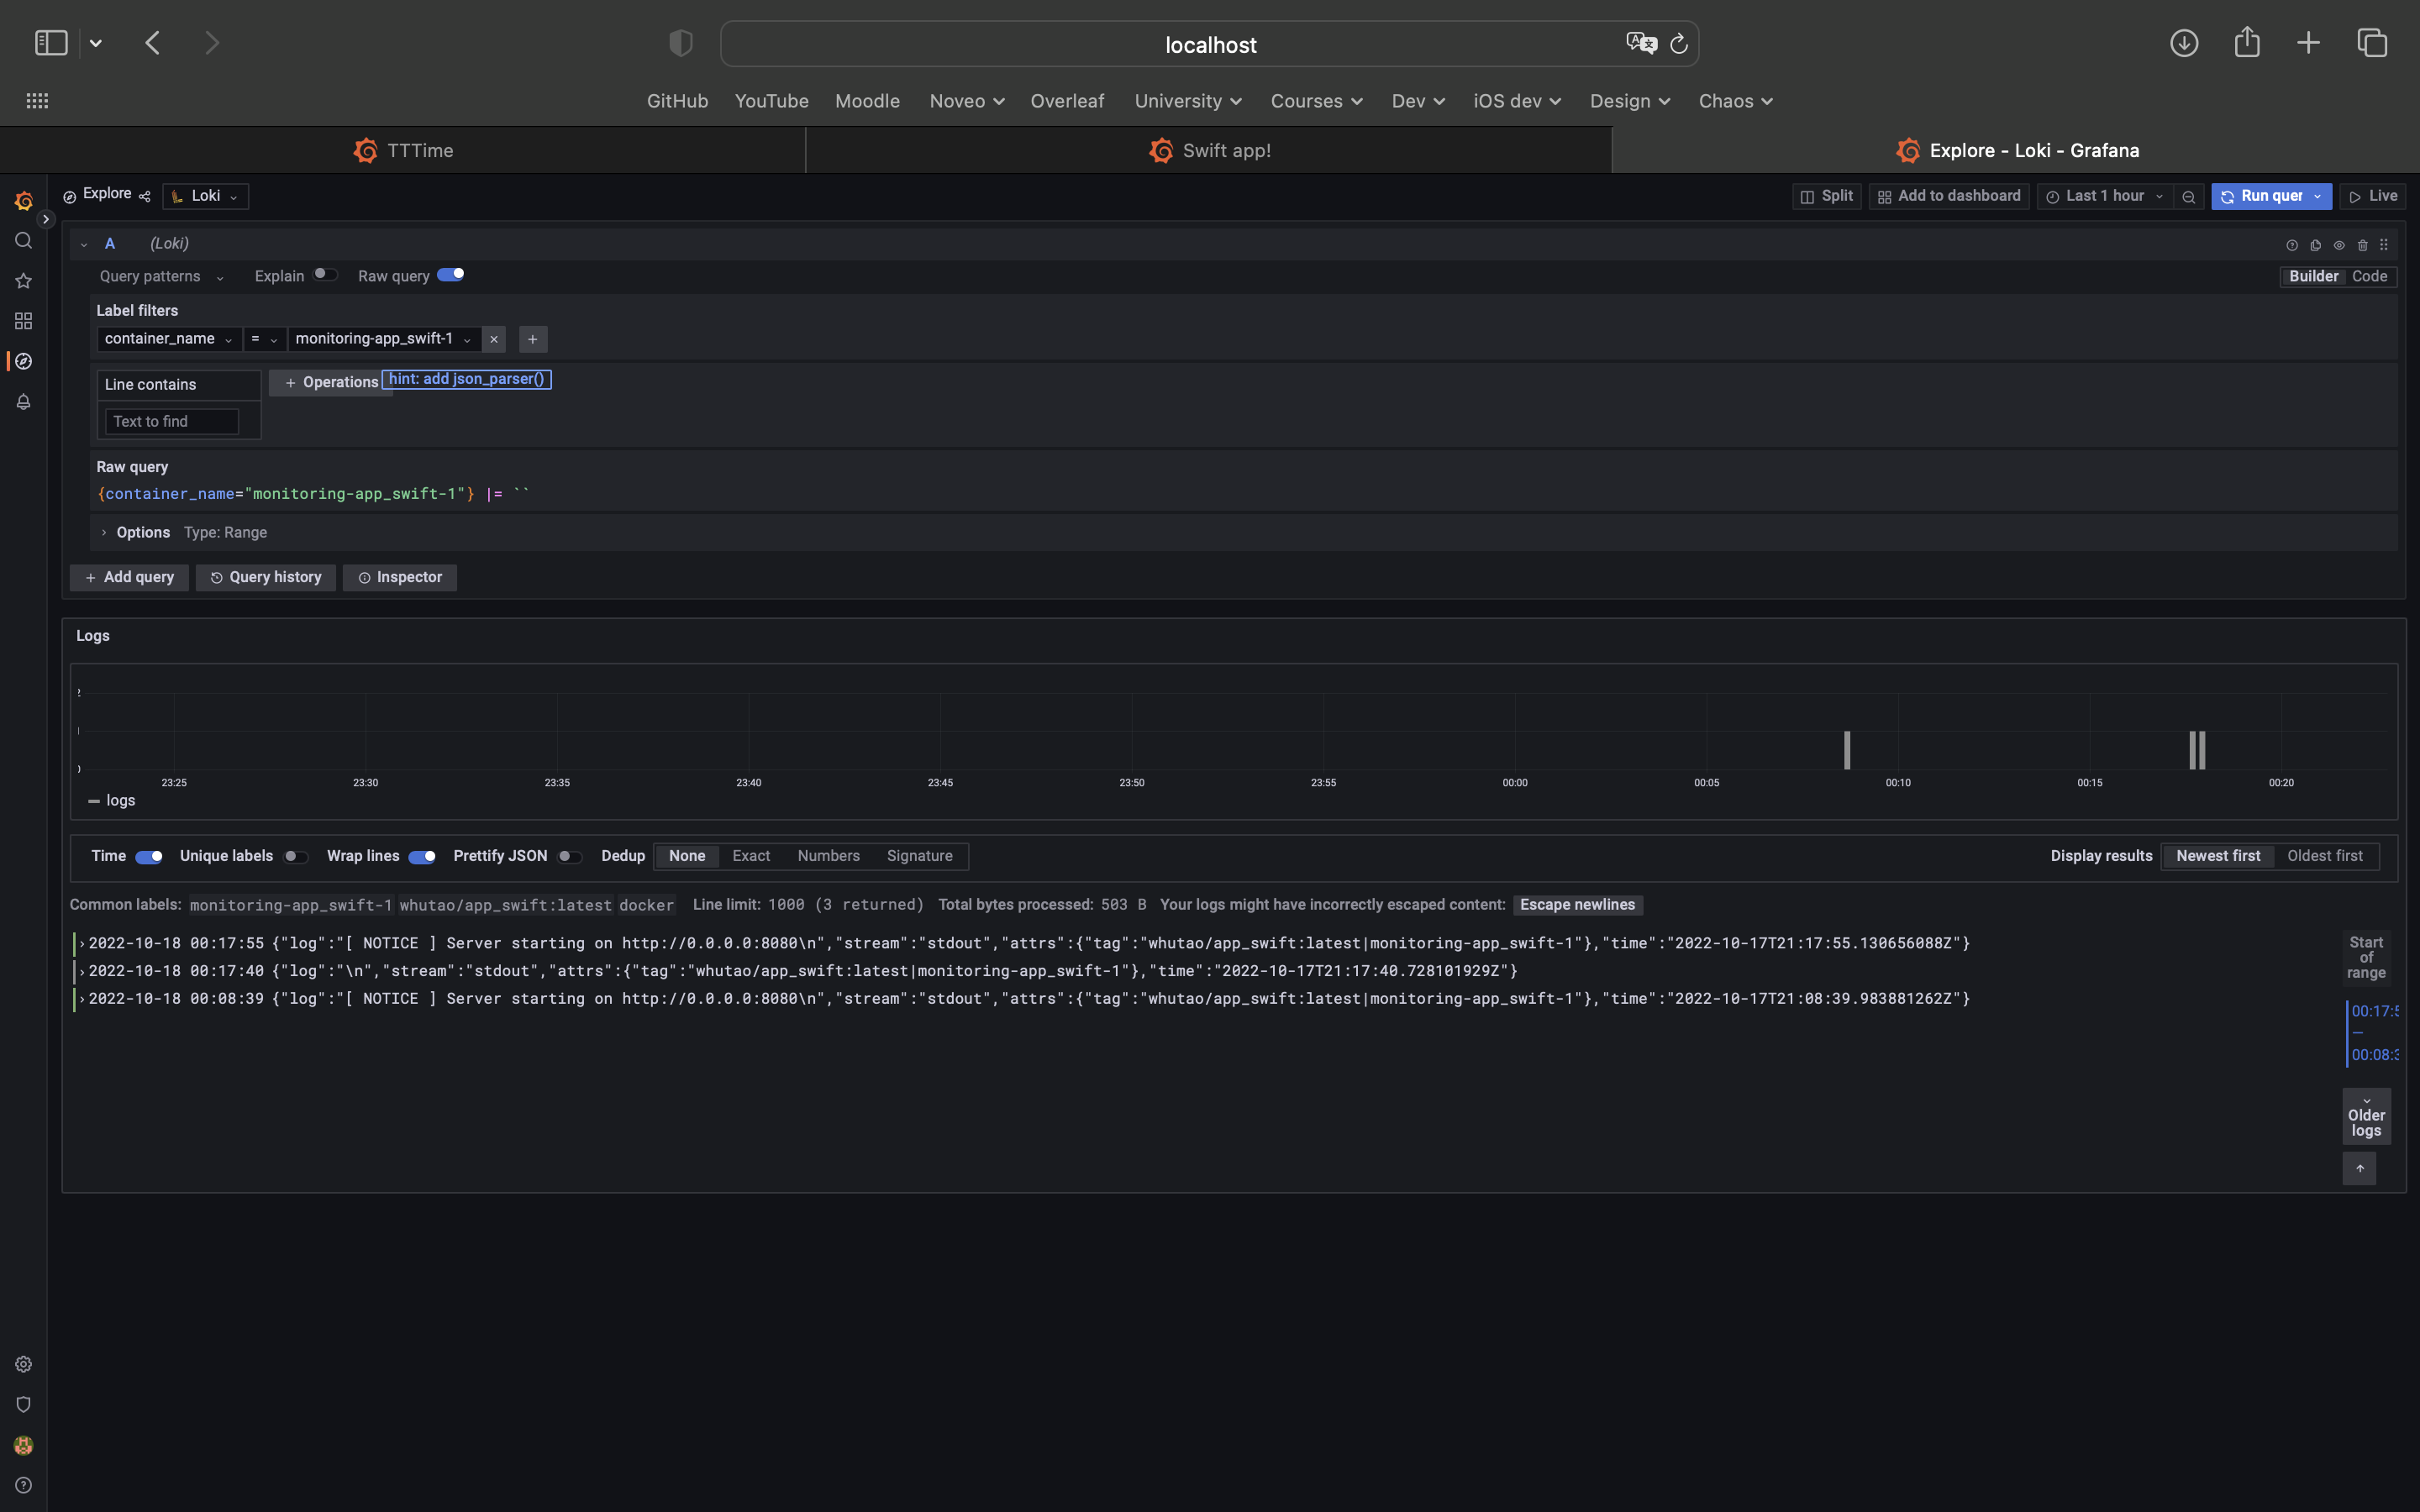 localhost
GitHub YouTube Moodle Noveo Overleaf University Courses Dev iOS dev Design Chaos
TTTime Swift app! Explore - Loki - Grafana
Explore Loki Split Add to dashboard Last 1 hour Run quer Live
A (Loki)
Query patterns Explain Raw query Builder Code
Label filters
container_name = monitoring-app_swift-1 × +
Line contains + Operations hint: add json_parser()
Text to find
Raw query
{container_name="monitoring-app_swift-1"} |= ``
Options Type: Range
+ Add query Query history Inspector
Logs
2
1
0
23:25 23:30 23:35 23:40 23:45 23:50 23:55 00:00 00:05 00:10 00:15 00:20
logs
Time Unique labels Wrap lines Prettify JSON Dedup None Exact Numbers Signature Display results Newest first Oldest first
Common labels: monitoring-app_swift-1 whutao/app_swift:latest docker Line limit: 1000 (3 returned) Total bytes processed: 503 B Your logs might have incorrectly escaped content: Escape newlines
2022-10-18 00:17:55 {"log":"[ NOTICE ] Server starting on http://0.0.0.0:8080\n","stream":"stdout","attrs":{"tag":"whutao/app_swift:latest|monitoring-app_swift-1"},"time":"2022-10-17T21:17:55.130656088Z"}
2022-10-18 00:17:40 {"log":"\n","stream":"stdout","attrs":{"tag":"whutao/app_swift:latest|monitoring-app_swift-1"},"time":"2022-10-17T21:17:40.728101929Z"}
2022-10-18 00:08:39 {"log":"[ NOTICE ] Server starting on http://0.0.0.0:8080\n","stream":"stdout","attrs":{"tag":"whutao/app_swift:latest|monitoring-app_swift-1"},"time":"2022-10-17T21:08:39.983881262Z"}
Start
of
range
00:17:5
—
00:08:3
Older
logs